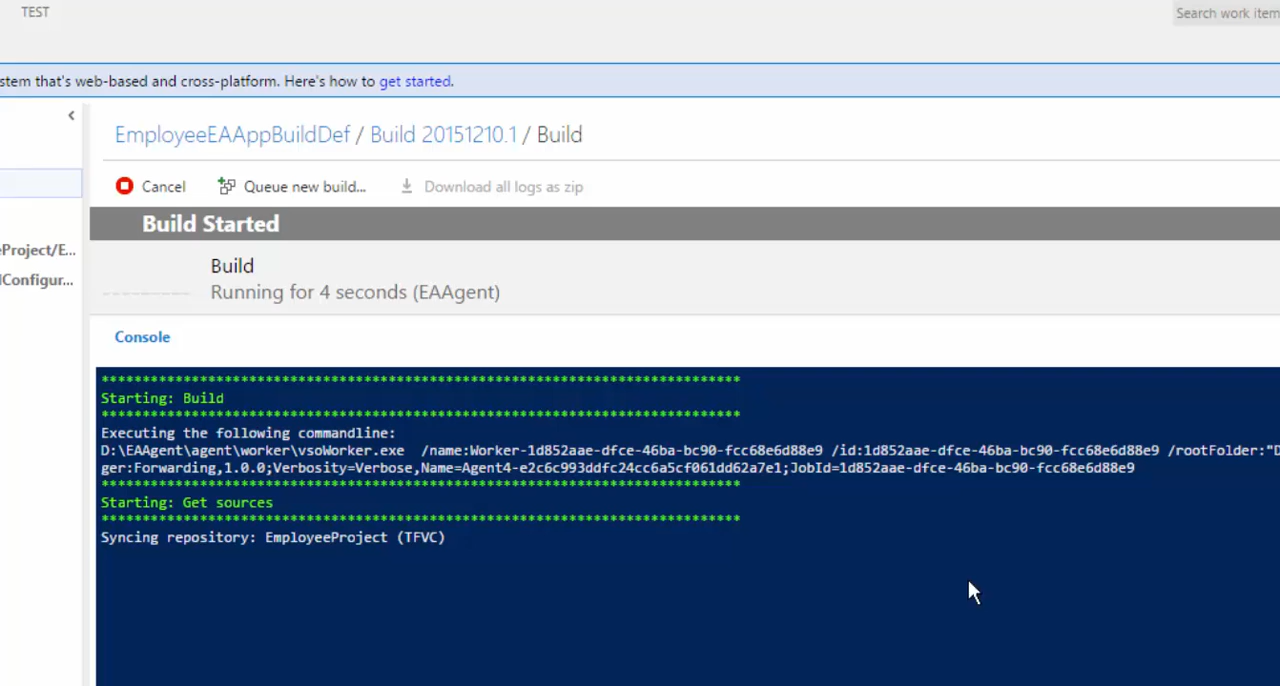 TEST
Search work item
stem that's web-based and cross-platform. Here's how to get started.
EmployeeEAAppBuildDef / Build 20151210.1 / Build
Cancel Queue new build... Download all logs as zip
Build Started
eProject/E...
Build
lConfigur...
Running for 4 seconds (EAAgent)
Console
******************************************************************************
Starting: Build
******************************************************************************
Executing the following commandline:
D:\EAAgent\agent\worker\vsoWorker.exe  /name:Worker-1d852aae-dfce-46ba-bc90-fcc68e6d88e9 /id:1d852aae-dfce-46ba-bc90-fcc68e6d88e9 /rootFolder:"D
ger:Forwarding,1.0.0;Verbosity=Verbose,Name=Agent4-e2c6c993ddfc24cc6a5cf061dd62a7e1;JobId=1d852aae-dfce-46ba-bc90-fcc68e6d88e9
******************************************************************************
Starting: Get sources
******************************************************************************
Syncing repository: EmployeeProject (TFVC)